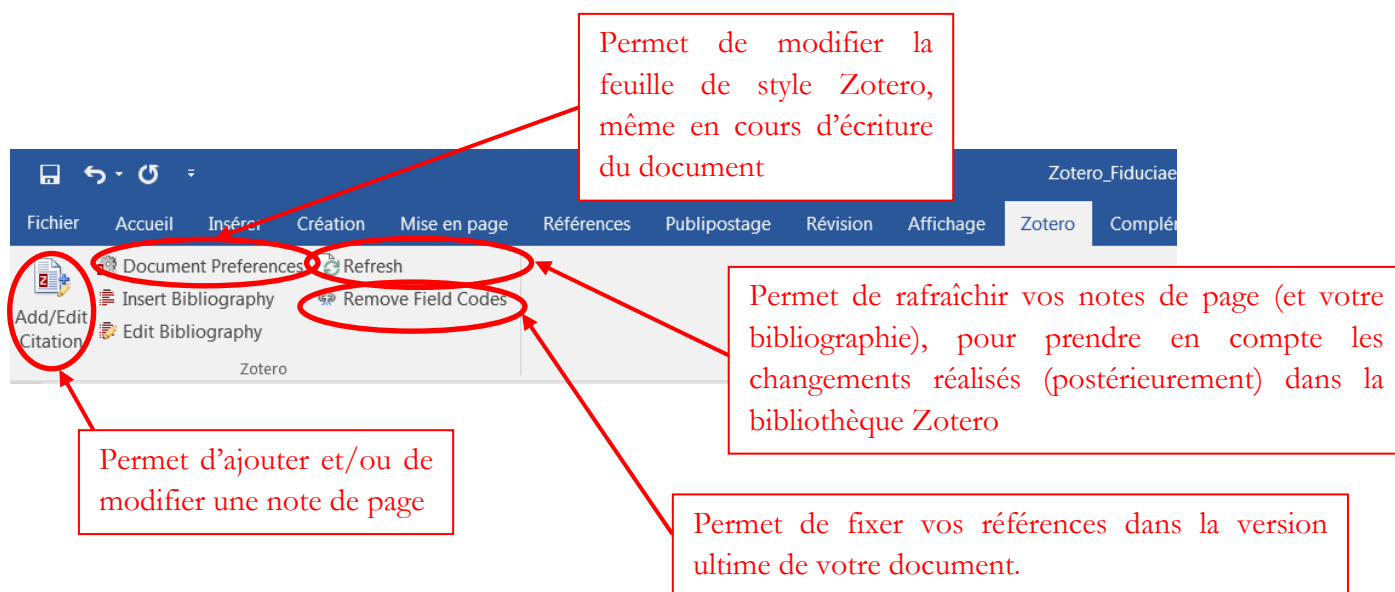 Permet de modifier la
feuille de style Zotero,
même en cours d’écriture
du document
Zotero_Fiduciae
Fichier Accueil Insérer Création Mise en page Références Publipostage Révision Affichage Zotero Complém
Document Preferences Refresh
Insert Bibliography Remove Field Codes
Add/Edit
Citation
Edit Bibliography
Zotero
Permet de rafraîchir vos notes de page (et votre
bibliographie), pour prendre en compte les
changements réalisés (postérieurement) dans la
bibliothèque Zotero
Permet d’ajouter et/ou de
modifier une note de page
Permet de fixer vos références dans la version
ultime de votre document.